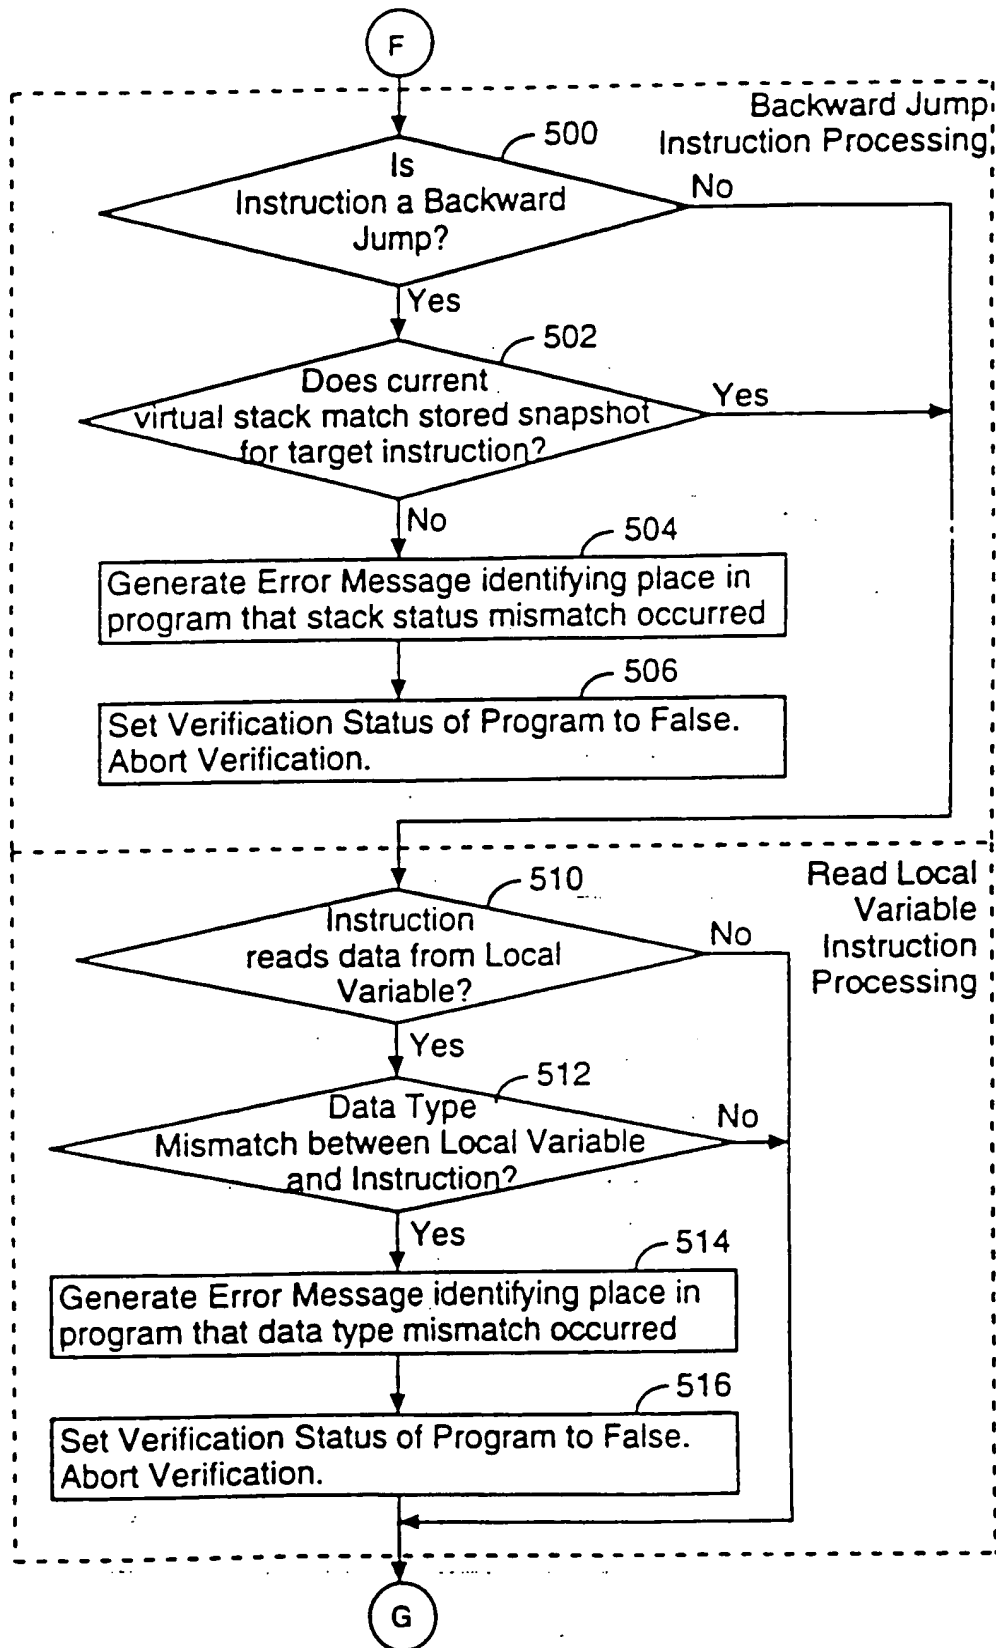 F
Backward Jump
Instruction Processing
500
Is
Instruction a Backward
Jump?
No
Yes
502
Does current
virtual stack match stored snapshot
for target instruction?
Yes
No
504
Generate Error Message identifying place in
program that stack status mismatch occurred
506
Set Verification Status of Program to False.
Abort Verification.
Read Local
Variable
Instruction
Processing
510
Instruction
reads data from Local
Variable?
No
Yes
512
Data Type
Mismatch between Local Variable
and Instruction?
No
Yes
514
Generate Error Message identifying place in
program that data type mismatch occurred
516
Set Verification Status of Program to False.
Abort Verification.
G